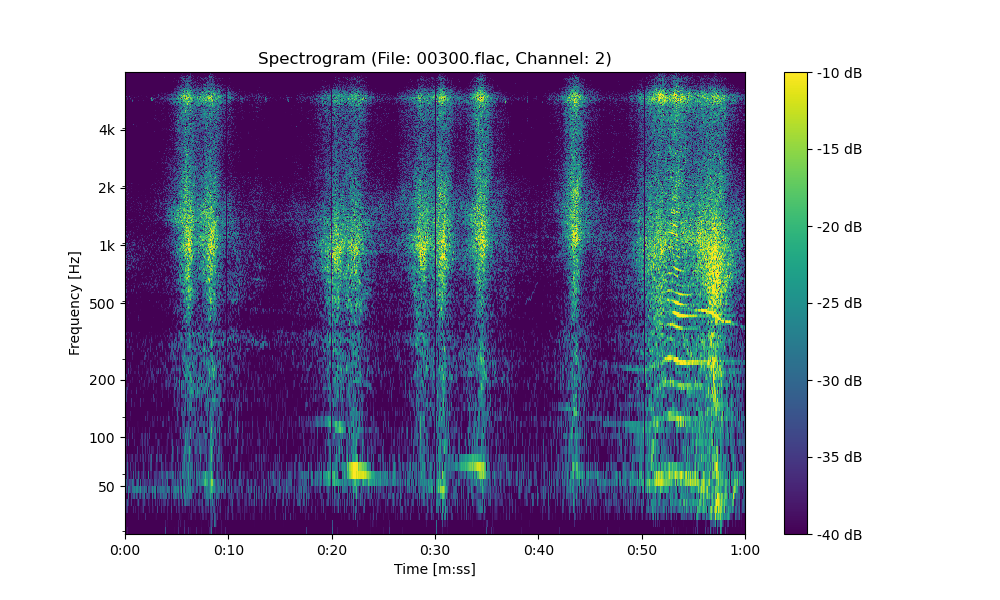 Spectrogram (File: 00300.flac, Channel: 2)
Frequency [Hz]
4k
2k
1k
500
200
100
50
0:00 0:10 0:20 0:30 0:40 0:50 1:00
Time [m:ss]
-10 dB
-15 dB
-20 dB
-25 dB
-30 dB
-35 dB
-40 dB